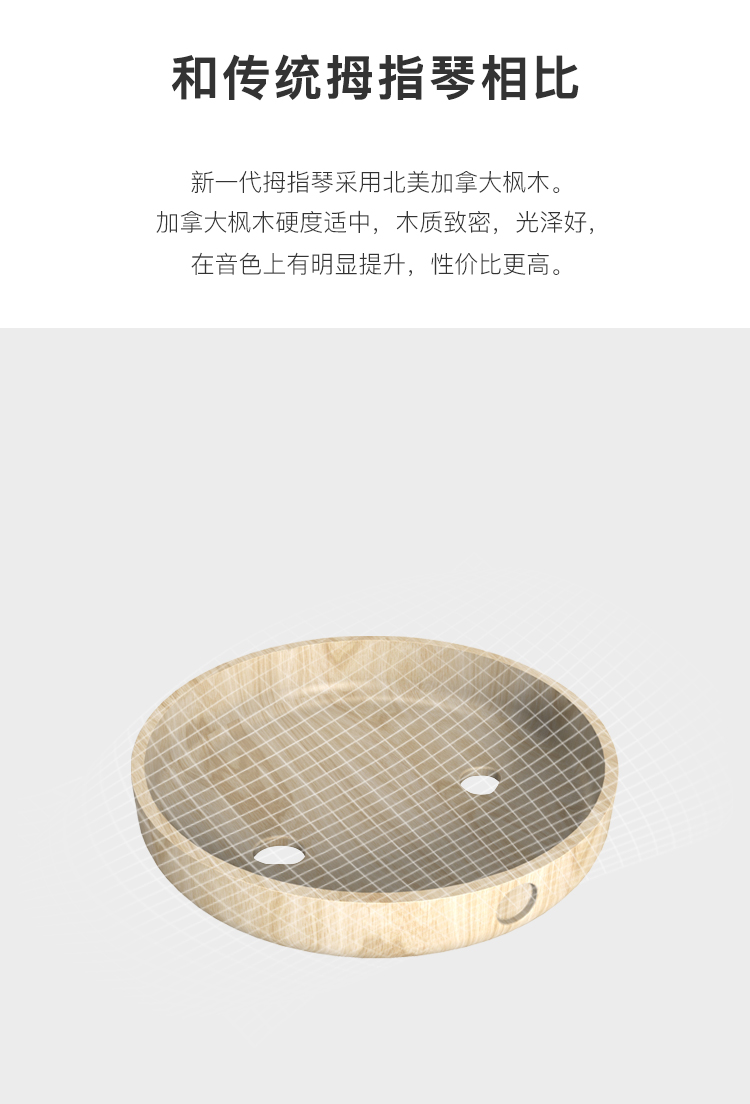 和传统拇指琴相比
新一代拇指琴采用北美加拿大枫木。
加拿大枫木硬度适中，木质致密，光泽好，
在音色上有明显提升，性价比更高。